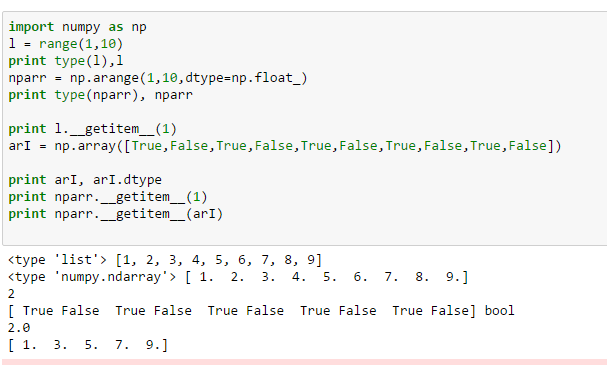 import numpy as np
l = range(1,10)
print type(l),l
nparr = np.arange(1,10,dtype=np.float_)
print type(nparr), nparr
print l.__getitem__(1)
arI = np.array([True,False,True,False,True,False,True,False,True,False])
print arI, arI.dtype
print nparr.__getitem__(1)
print nparr.__getitem__(arI)
<type 'list'> [1, 2, 3, 4, 5, 6, 7, 8, 9]
<type 'numpy.ndarray'> [ 1.  2.  3.  4.  5.  6.  7.  8.  9.]
2
[ True False  True False  True False  True False  True False] bool
2.0
[ 1.  3.  5.  7.  9.]